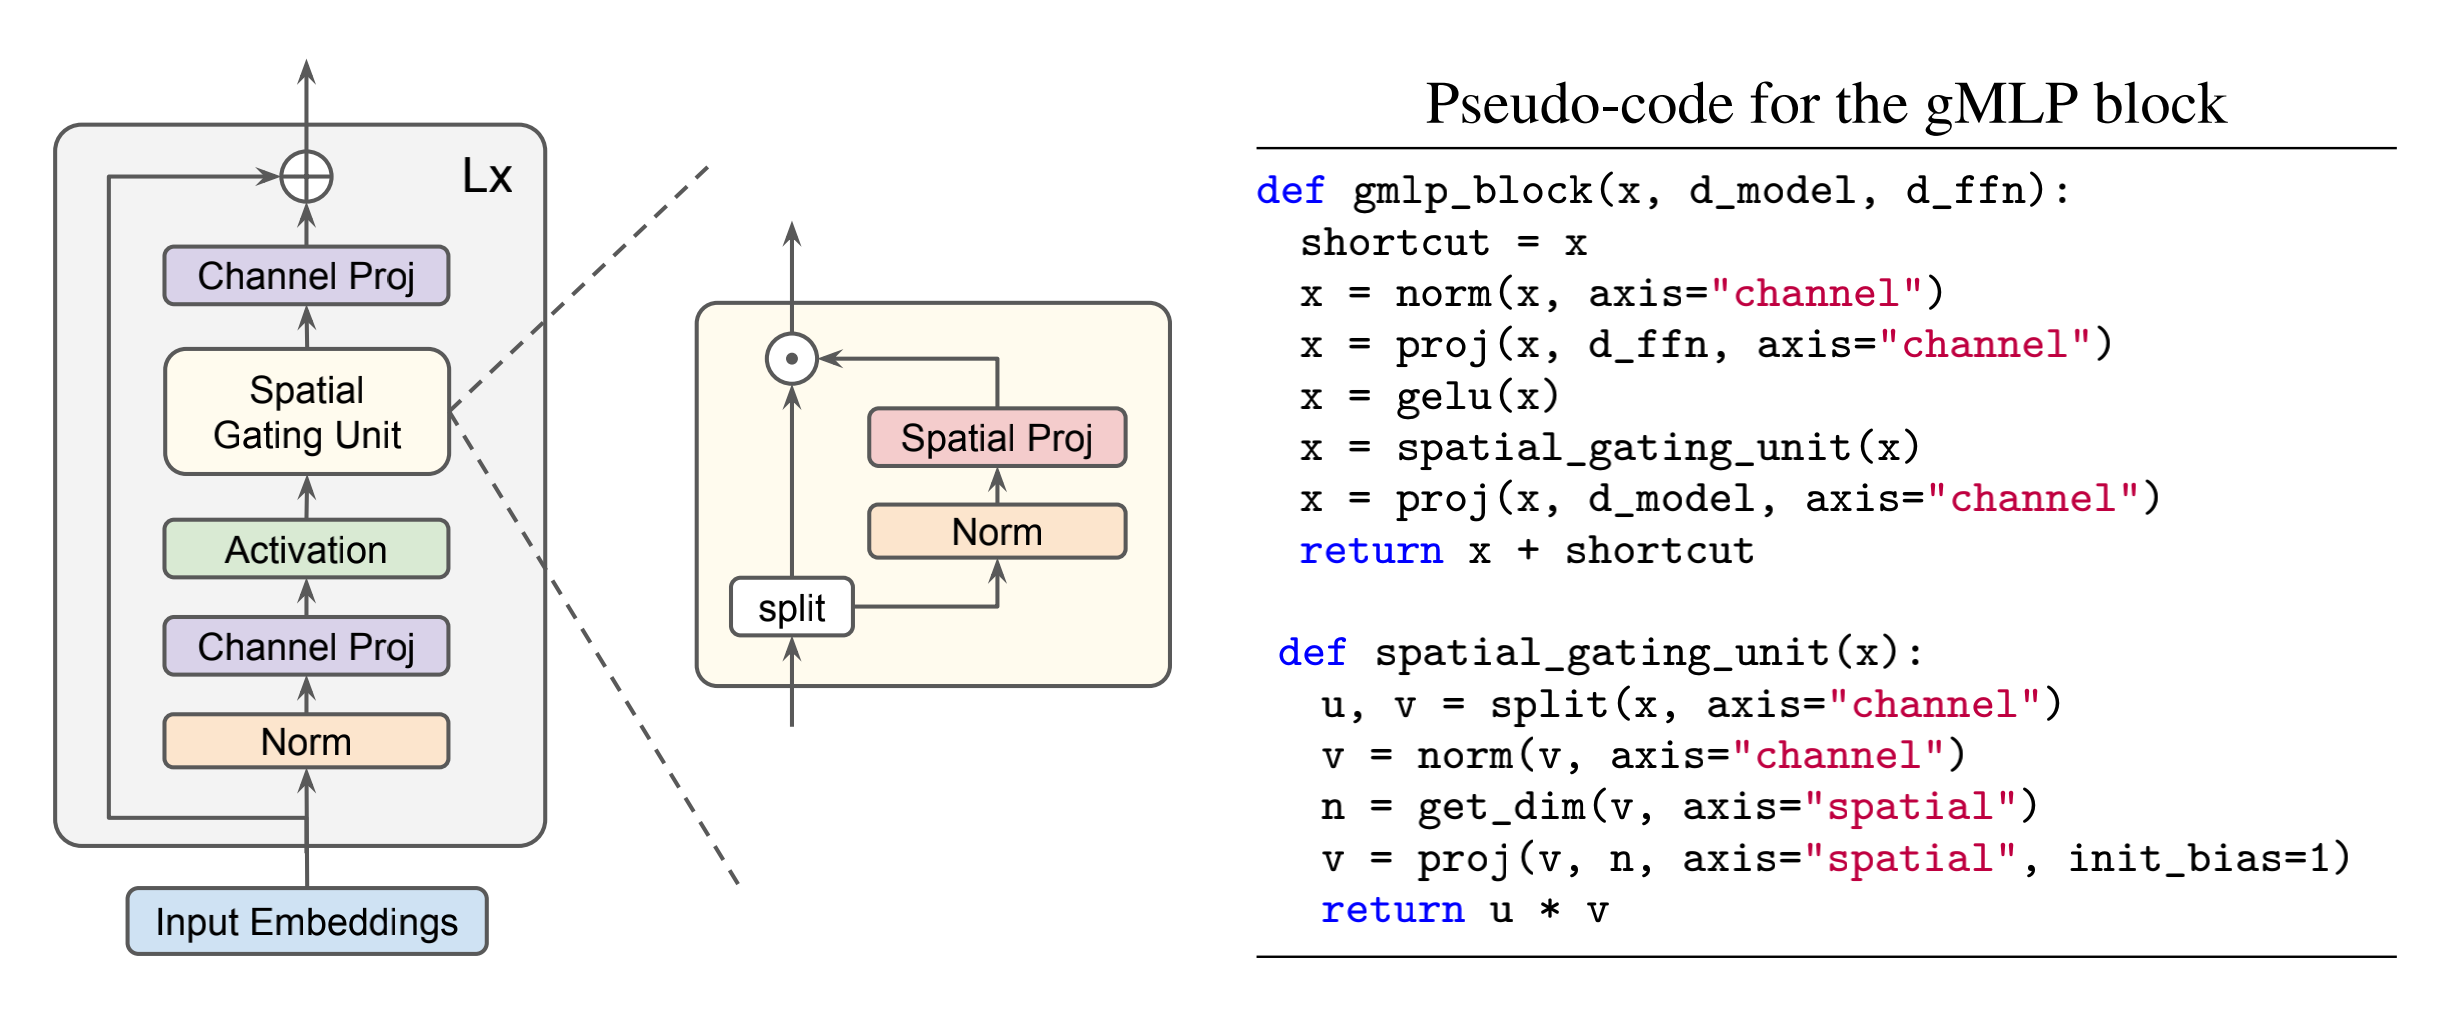 Lx
Channel Proj
Spatial
Gating Unit
Activation
Channel Proj
Norm
Input Embeddings
Spatial Proj
Norm
split
Pseudo-code for the gMLP block
def gmlp_block(x, d_model, d_ffn):
  shortcut = x
  x = norm(x, axis="channel")
  x = proj(x, d_ffn, axis="channel")
  x = gelu(x)
  x = spatial_gating_unit(x)
  x = proj(x, d_model, axis="channel")
  return x + shortcut
def spatial_gating_unit(x):
  u, v = split(x, axis="channel")
  v = norm(v, axis="channel")
  n = get_dim(v, axis="spatial")
  v = proj(v, n, axis="spatial", init_bias=1)
  return u * v